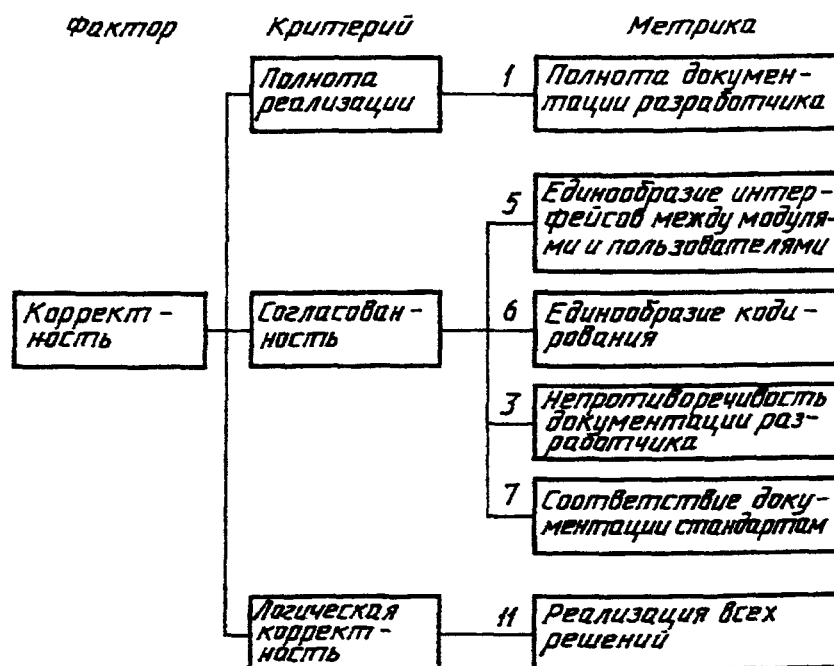 Фактор Критерий Метрика
Полнота
реализации
1
Полнота докумен-
тации разработчика
5
Единообразие интер-
фейсов между модуля-
ми и пользователями
Коррект-
ность
Согласован-
ность
6
Единообразие коди-
рования
3
Непротиворечивость
документации раз-
работчика
7
Соответствие доку-
ментации стандартам
Логическая
коррект-
ность
11
Реализация всех
решений